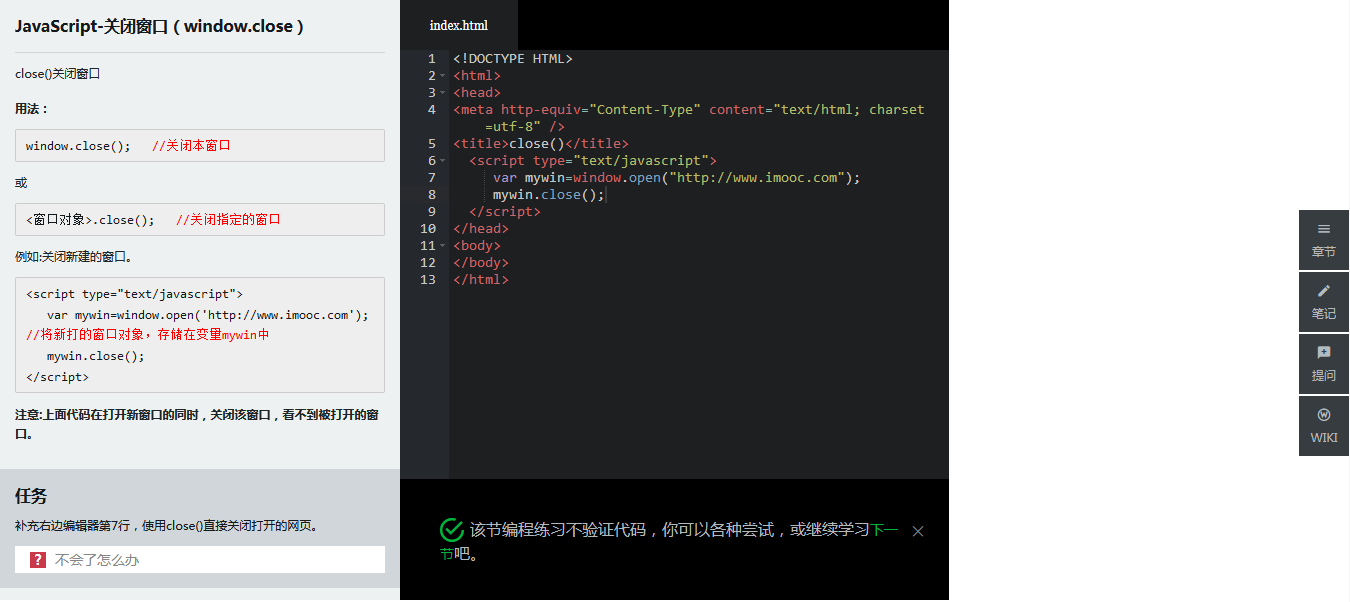 JavaScript-关闭窗口（window.close）
close()关闭窗口
用法：
window.close();   //关闭本窗口
或
<窗口对象>.close();   //关闭指定的窗口
例如:关闭新建的窗口。
<script type="text/javascript">
   var mywin=window.open('http://www.imooc.com');
//将新打的窗口对象，存储在变量mywin中
   mywin.close();
</script>
注意:上面代码在打开新窗口的同时，关闭该窗口，看不到被打开的窗
口。
任务
补充右边编辑器第7行，使用close()直接关闭打开的网页。
? 不会了怎么办
index.html
1 <!DOCTYPE HTML>
2 <html>
3 <head>
4 <meta http-equiv="Content-Type" content="text/html; charset
=utf-8" />
5 <title>close()</title>
6   <script type="text/javascript">
7      var mywin=window.open("http://www.imooc.com");
8      mywin.close();
9   </script>
10 </head>
11 <body>
12 </body>
13 </html>
该节编程练习不验证代码，你可以各种尝试，或继续学习下一
节吧。
章节
笔记
提问
WIKI